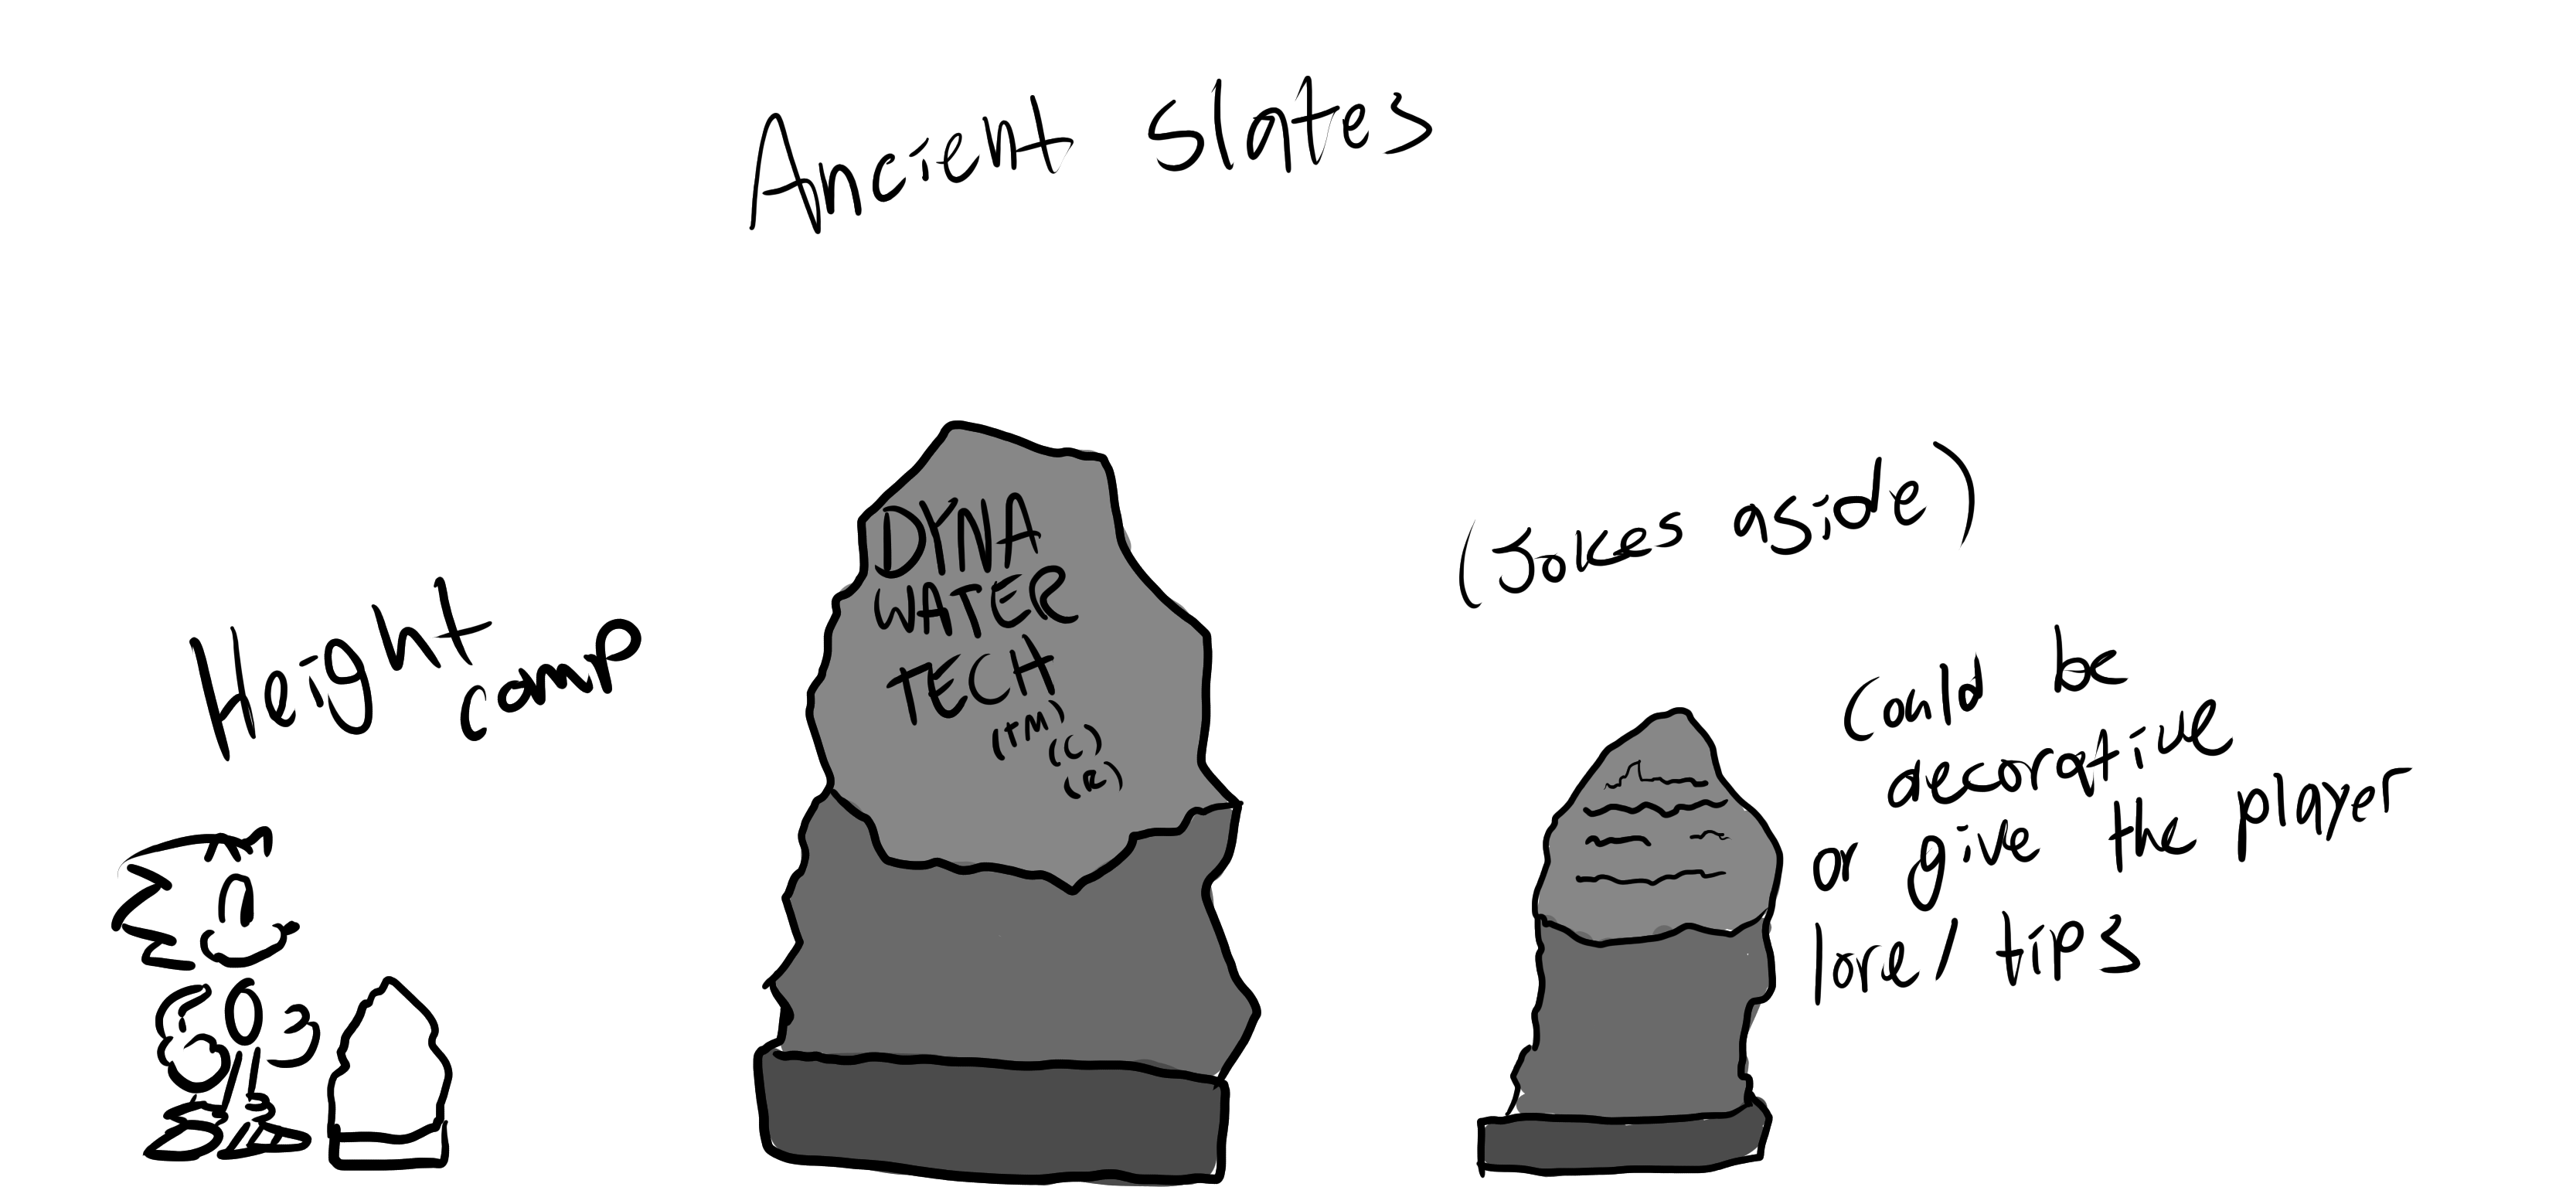 Ancient slates
Height
comp
DYNA
WATER
TECH
(TM)
(C)
(R)
(Jokes aside)
Could be
decorative
or give the player
lore/ tips